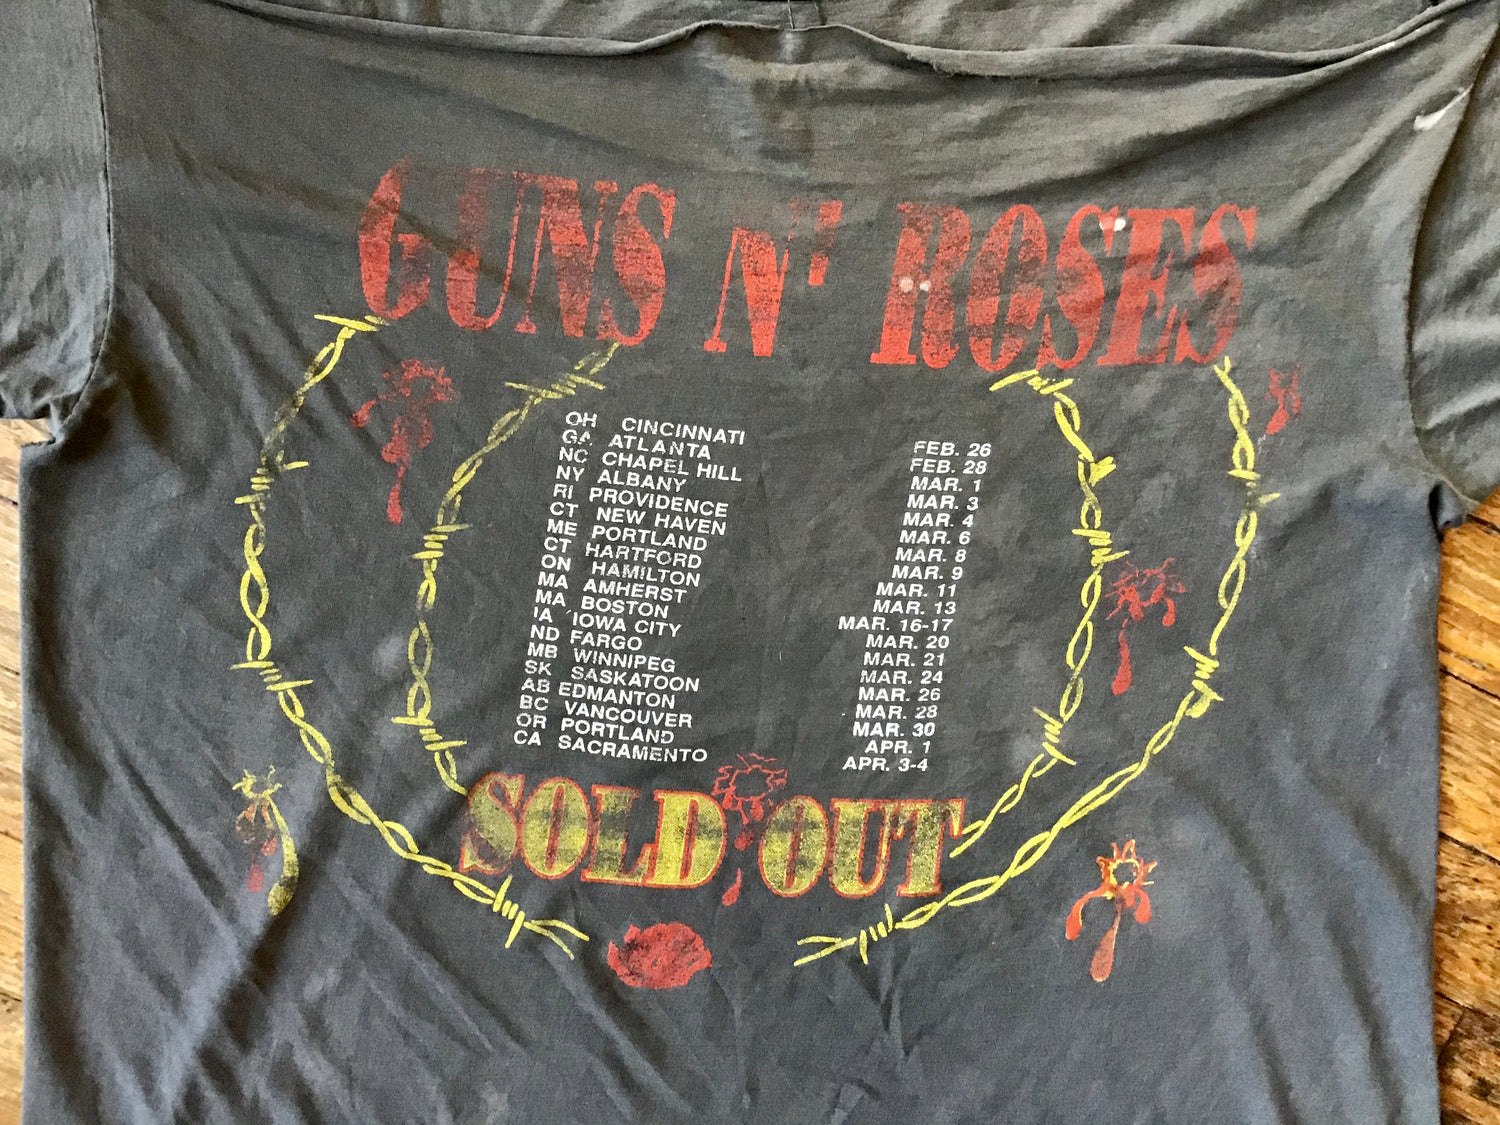 GUNS N' ROSES
OH CINCINNATI FEB. 26
GA ATLANTA FEB. 28
NC CHAPEL HILL MAR. 1
NY ALBANY MAR. 3
RI PROVIDENCE MAR. 4
CT NEW HAVEN MAR. 6
ME PORTLAND MAR. 8
CT HARTFORD MAR. 9
ON HAMILTON MAR. 11
MA AMHERST MAR. 13
MA BOSTON MAR. 16-17
IA IOWA CITY MAR. 20
ND FARGO MAR. 21
MB WINNIPEG MAR. 24
SK SASKATOON MAR. 26
AB EDMANTON MAR. 28
BC VANCOUVER MAR. 30
OR PORTLAND APR. 1
CA SACRAMENTO APR. 3-4
SOLD OUT